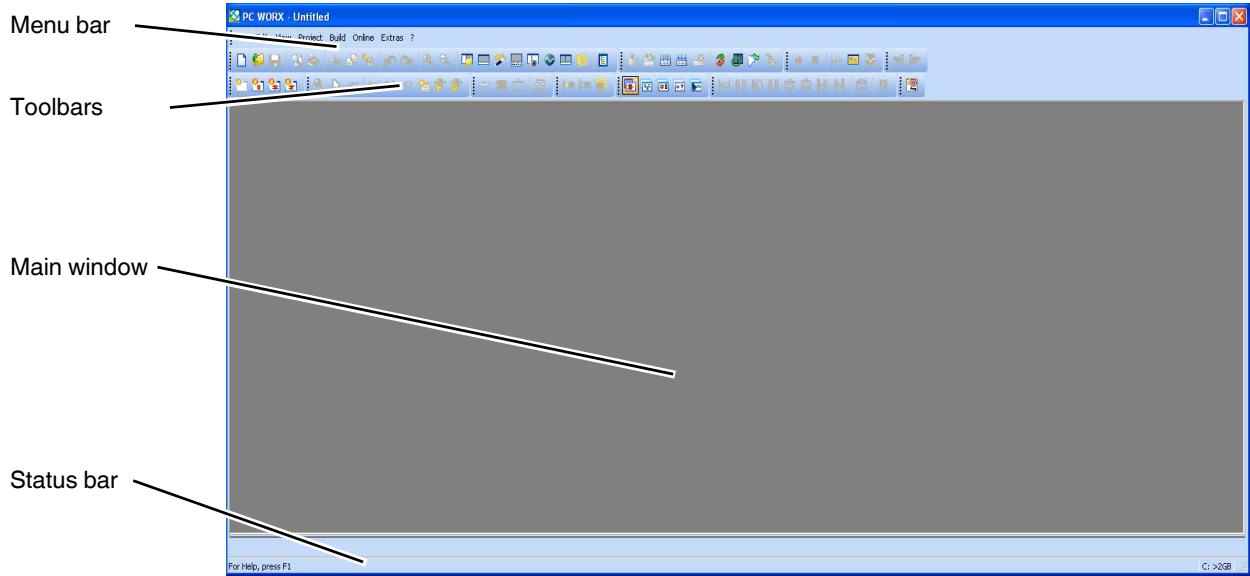 Menu bar
PC WORX - Untitled
View Project Build Online Extras ?
Toolbars
Main window
Status bar
For Help, press F1
C: >2GB